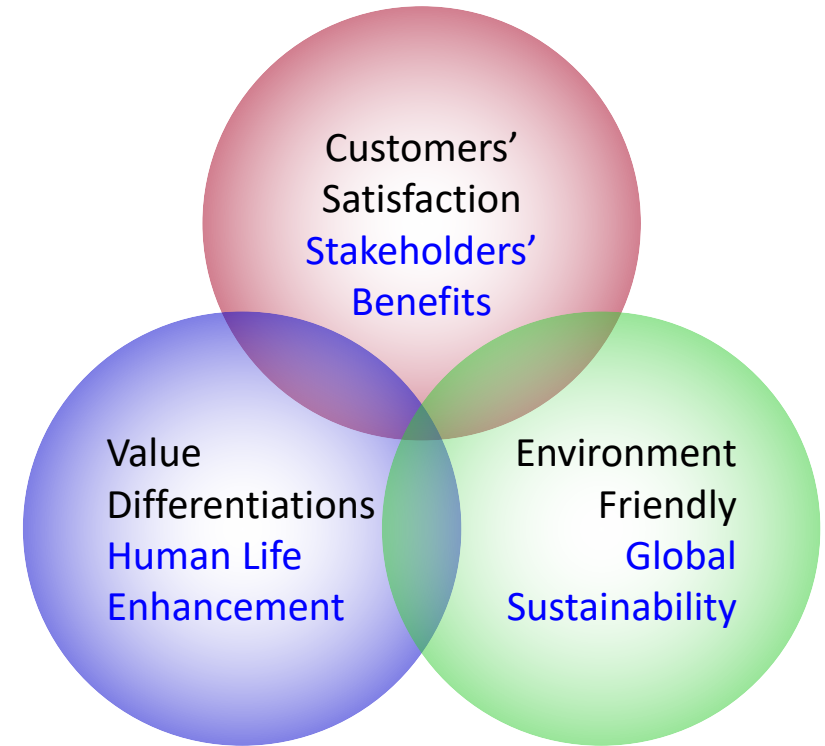 Customers’
Satisfaction
Stakeholders’
Benefits
Value
Differentiations
Human Life
Enhancement
Environment
Friendly
Global
Sustainability